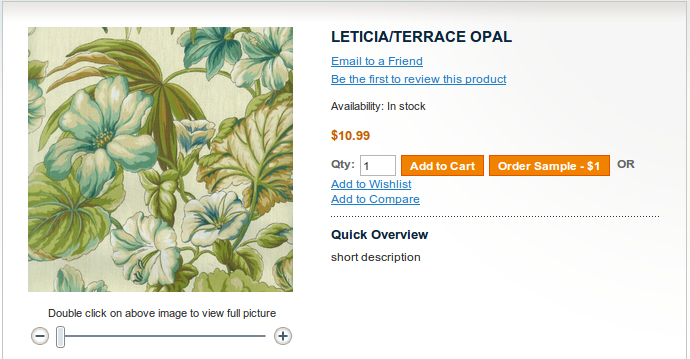 LETICIA/TERRACE OPAL
Email to a Friend
Be the first to review this product
Availability: In stock
$10.99
Qty: 1 Add to Cart Order Sample - $1 OR
Add to Wishlist
Add to Compare
Quick Overview
short description
Double click on above image to view full picture